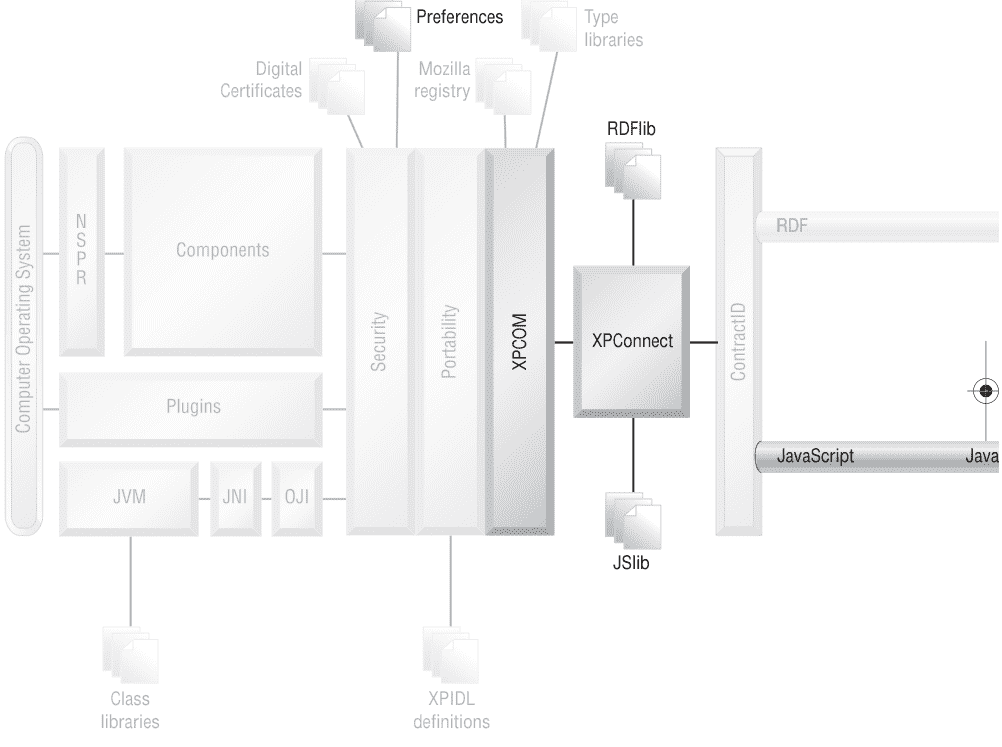 Preferences
Type
libraries
Digital
Certificates
Mozilla
registry
RDFlib
Computer Operating System
N
S
P
R
Components
Security
Portability
XPCOM
XPConnect
ContractID
RDF
Plugins
JavaScript
Java
JVM
JNI
OJI
JSlib
Class
libraries
XPIDL
definitions